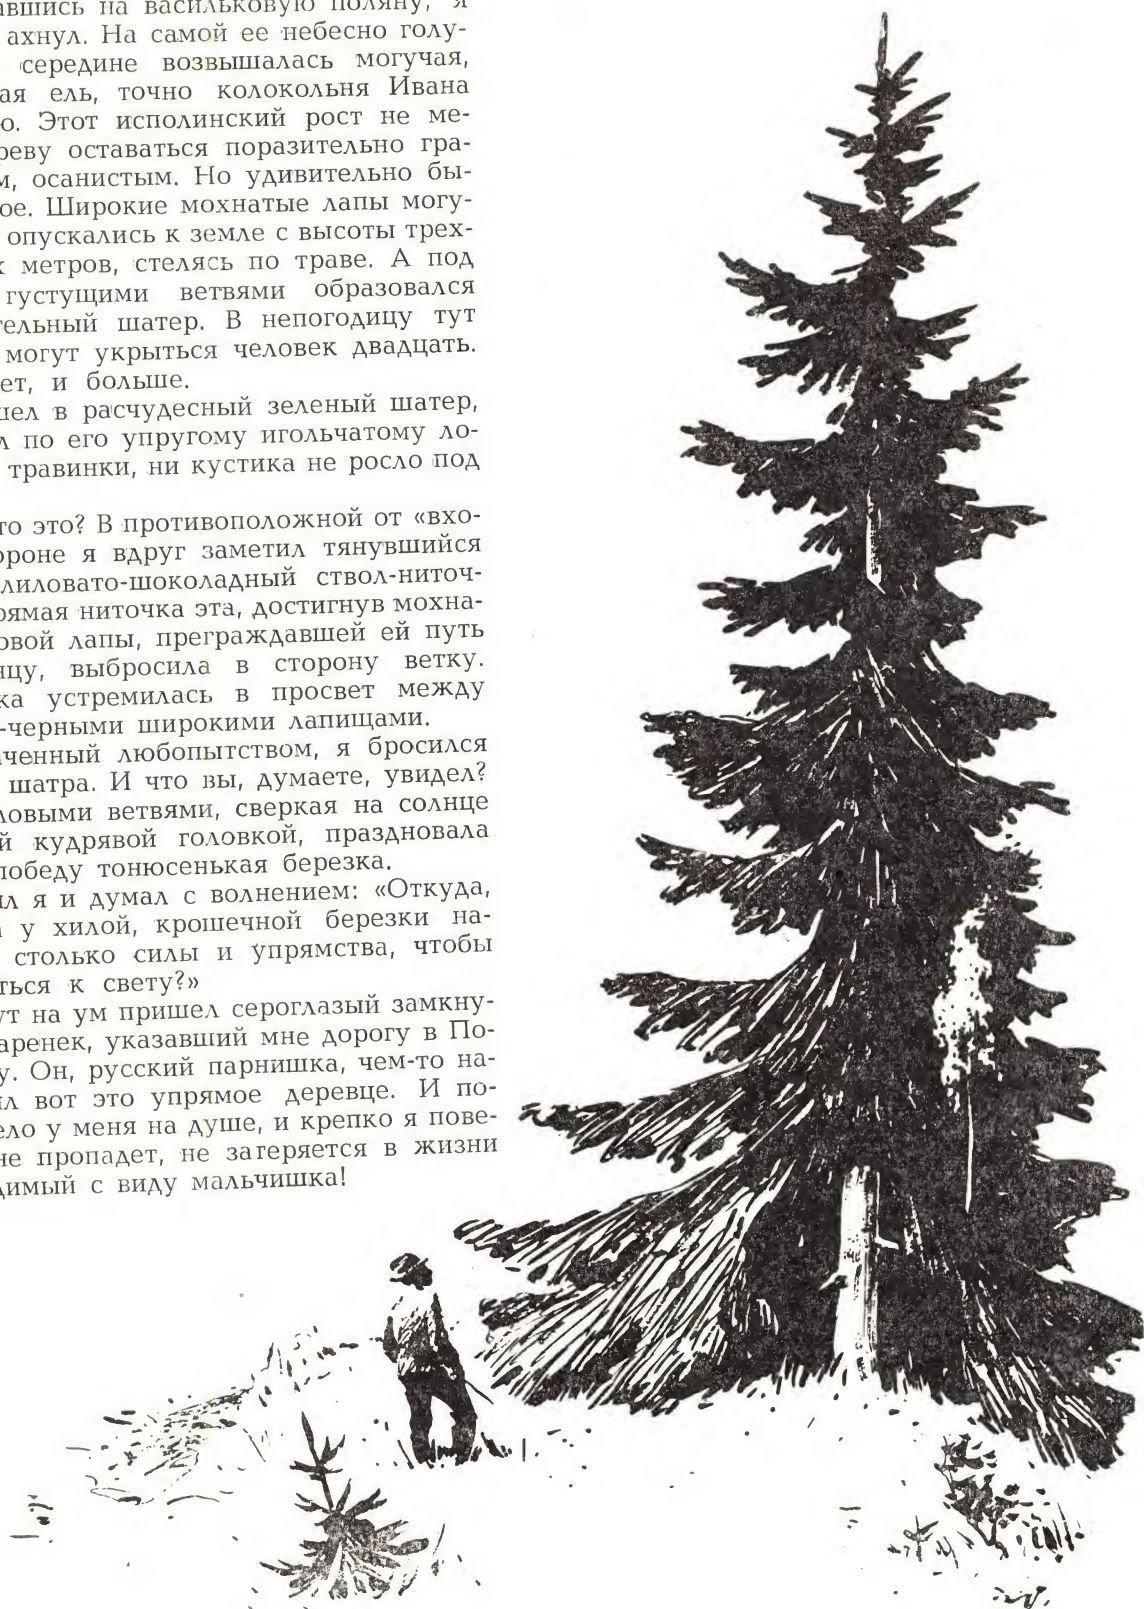 авшись на васильковую поляну, я
ахнул. На самой ее небесно голу-
середине возвышалась могучая,
ая ель, точно колокольня Ивана
ю. Этот исполинский рост не ме-
реву оставаться поразительно гра-
м, осанистым. Но удивительно бы-
ое. Широкие мохнатые лапы могу-
опускались к земле с высоты трех-
х метров, стелясь по траве. А под
густущими ветвями образовался
тельный шатер. В непогодицу тут
могут укрыться человек двадцать.
ет, и больше.
шел в расчудесный зеленый шатер,
л по его упругому игольчатому ло-
травинки, ни кустика не росло под
то это? В противоположной от «вхо-
ороне я вдруг заметил тянувшийся
лиловато-шоколадный ствол-ниточ-
рямая ниточка эта, достигнув мохна-
овой лапы, преграждавшей ей путь
нцу, выбросила в сторону ветку.
ка устремилась в просвет между
-черными широкими лапищами.
аченный любопытством, я бросился
шатра. И что вы, думаете, увидел?
ловыми ветвями, сверкая на солнце
й кудрявой головкой, праздновала
победу тонюсенькая березка.
ял я и думал с волнением: «Откуда,
а у хилой, крошечной березки на-
столько силы и упрямства, чтобы
ться к свету?»
ут на ум пришел сероглазый замкну-
аренек, указавший мне дорогу в По-
у. Он, русский парнишка, чем-то на-
ил вот это упрямое деревце. И по-
ело у меня на душе, и крепко я пове-
не пропадет, не затеряется в жизни
димый с виду мальчишка!